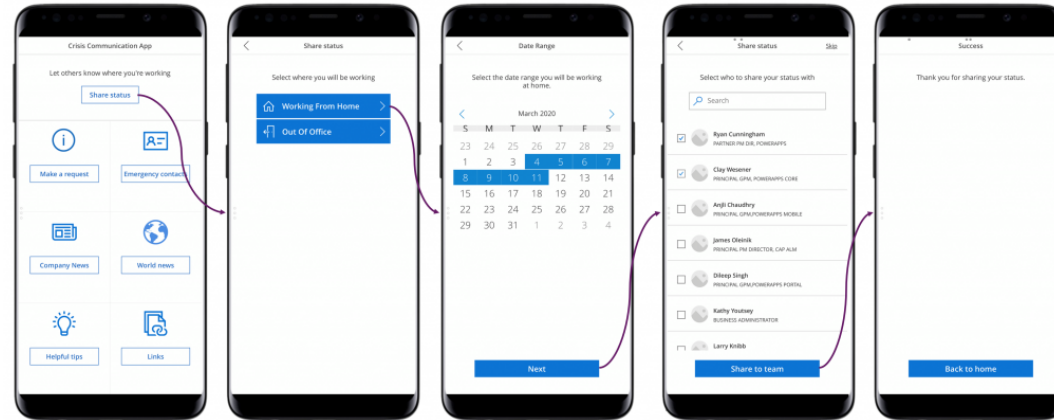 Crisis Communication App
Let others know where you're working
Share status
Make a request
Emergency contacts
Company News
World news
Helpful tips
Links
Share status
Select where you will be working
Working From Home
Out Of Office
Date Range
Select the date range you will be working
at home.
March 2020
S M T W T F S
23 24 25 26 27 28 29
1 2 3 4 5 6 7
8 9 10 11 12 13 14
15 16 17 18 19 20 21
22 23 24 25 26 27 28
29 30 31 1 2 3 4
Next
Share status
Skip
Select who to share your status with
Search
Ryan Cunningham
PARTNER PM DIR, POWERAPPS
Clay Wesener
PRINCIPAL GPM, POWERAPPS CORE
Anjli Chaudhry
PRINCIPAL GPM,POWERAPPS MOBILE
James Oleinik
PRINCIPAL PM DIRECTOR, CAP ALM
Dileep Singh
PRINCIPAL GPM,POWERAPPS PORTAL
Kathy Youtsey
BUSINESS ADMINISTRATOR
Larry Knibb
Share to team
Success
Thank you for sharing your status.
Back to home